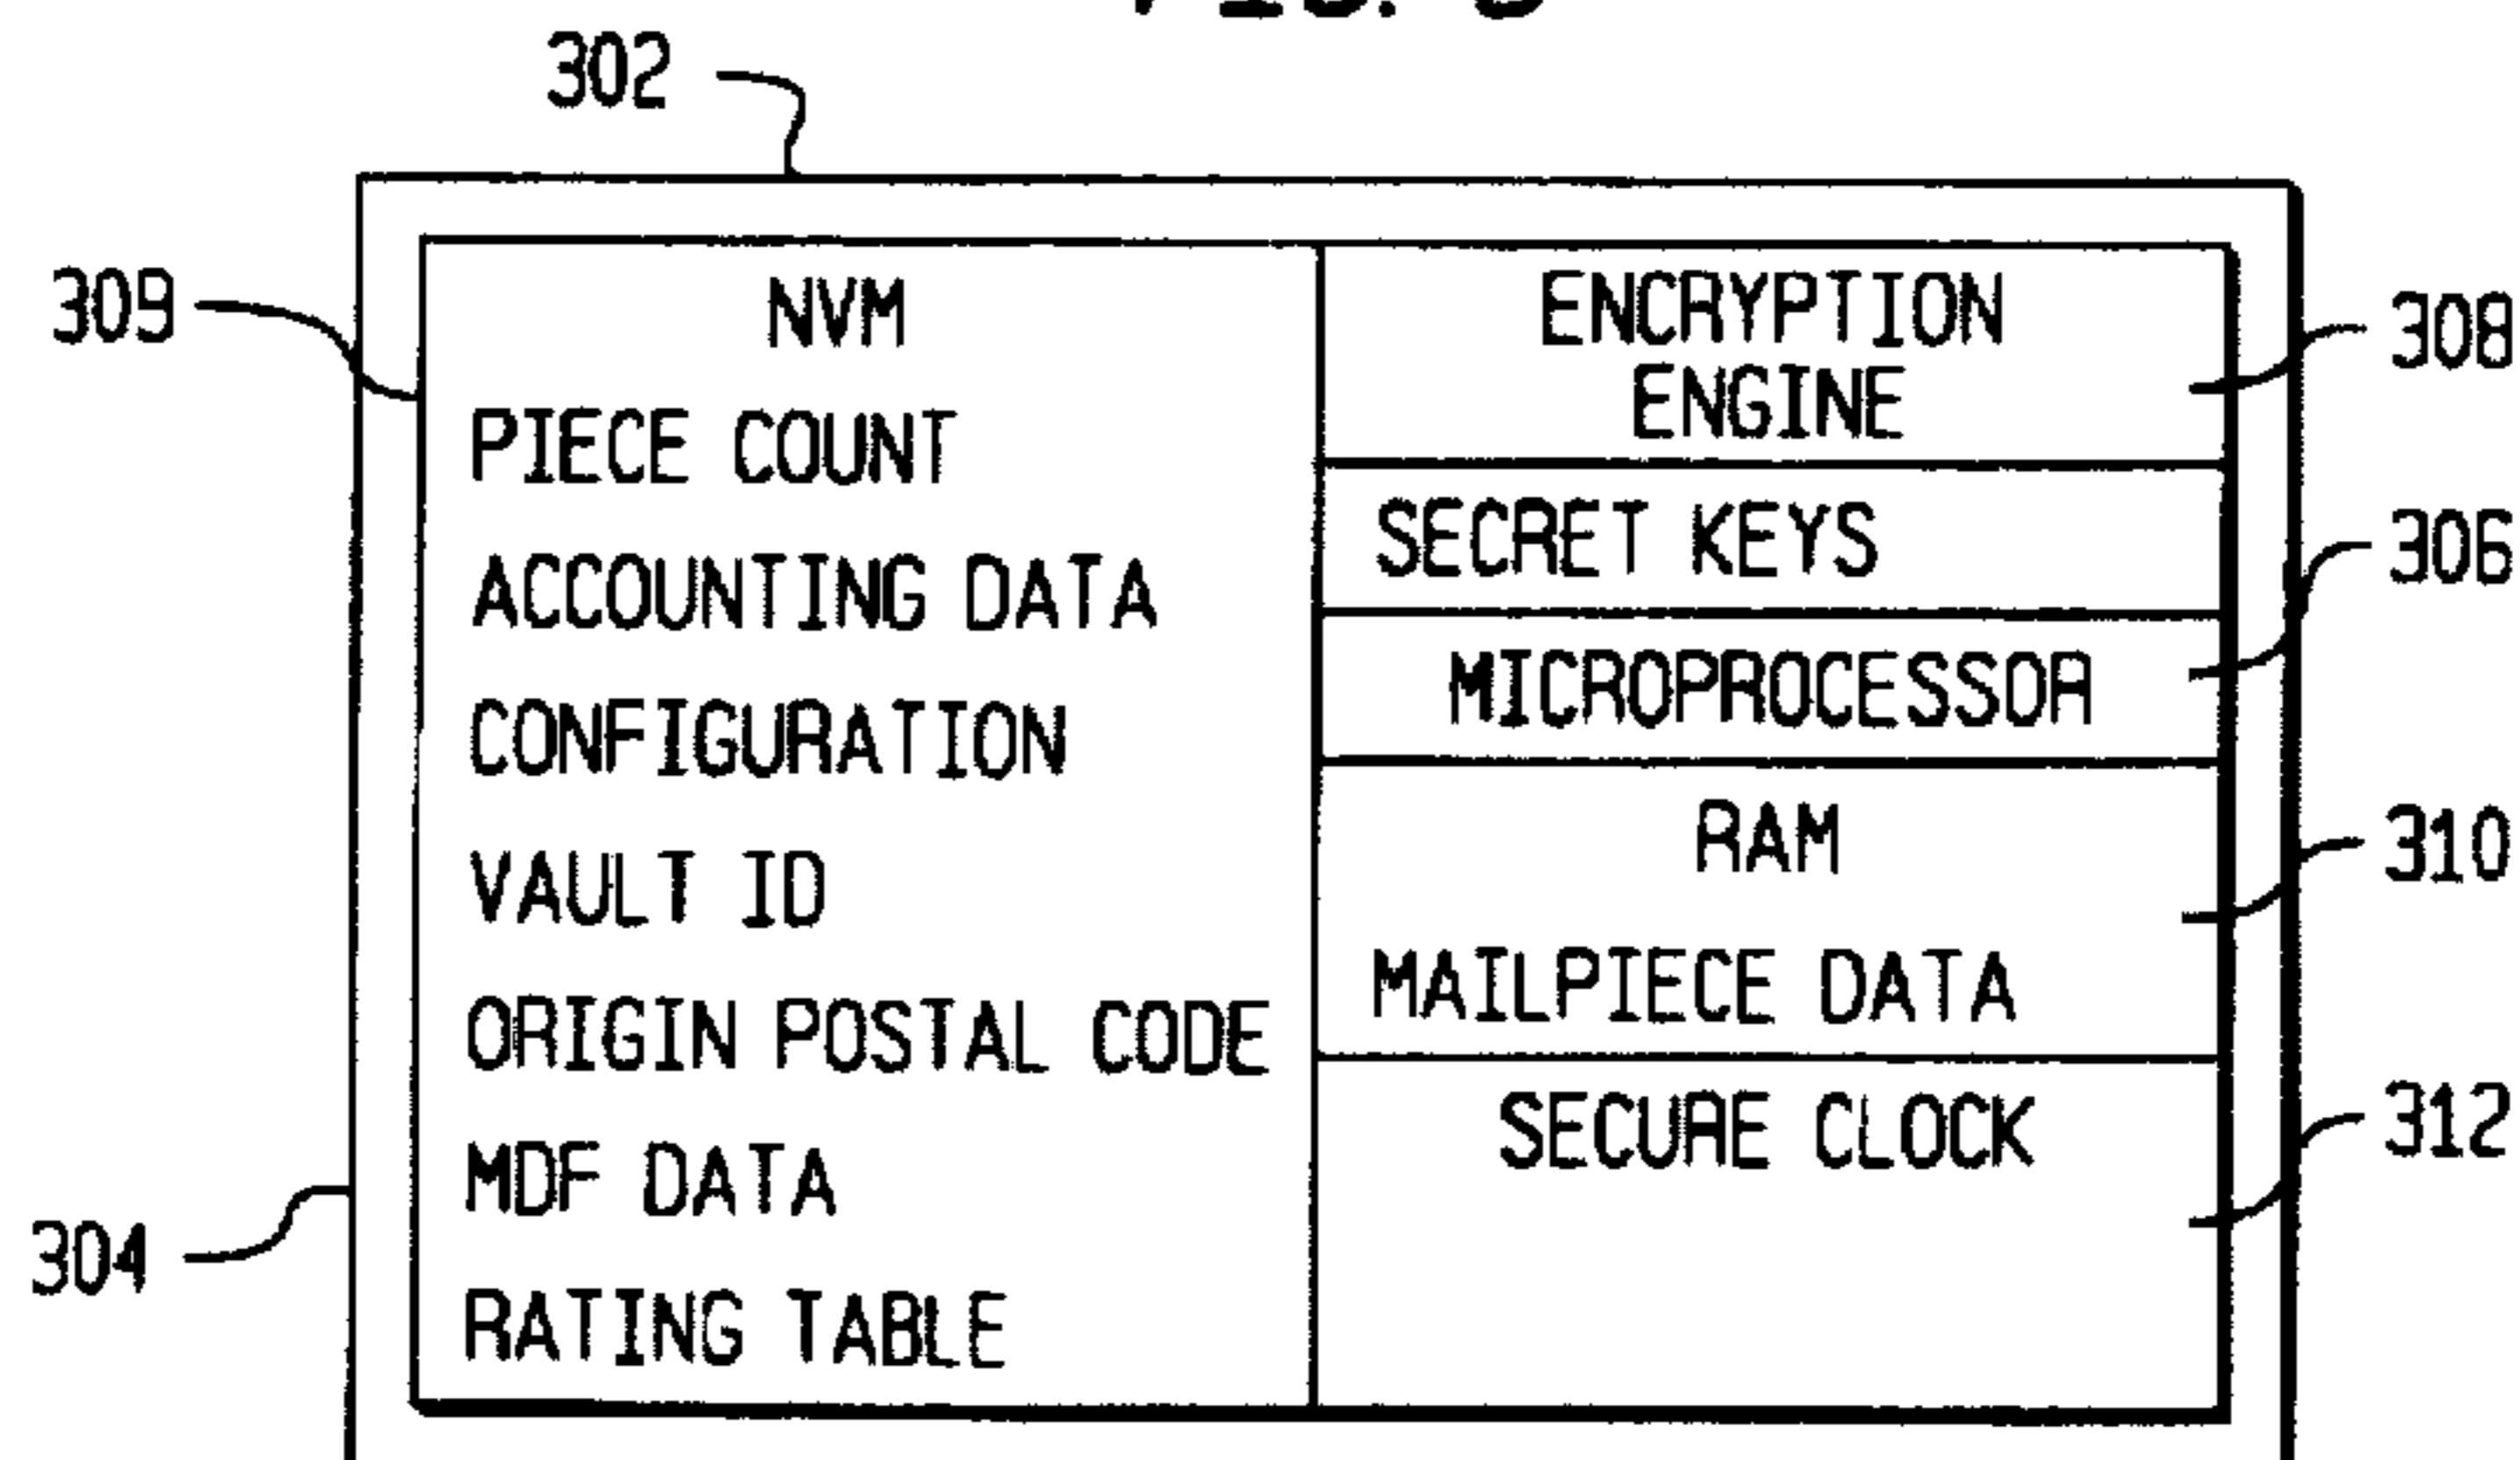 302
309
NVM
PIECE COUNT
ACCOUNTING DATA
CONFIGURATION
VAULT ID
ORIGIN POSTAL CODE
MDF DATA
RATING TABLE
304
ENCRYPTION
ENGINE
308
SECRET KEYS
306
MICROPROCESSOR
RAM
310
MAILPIECE DATA
SECURE CLOCK
312